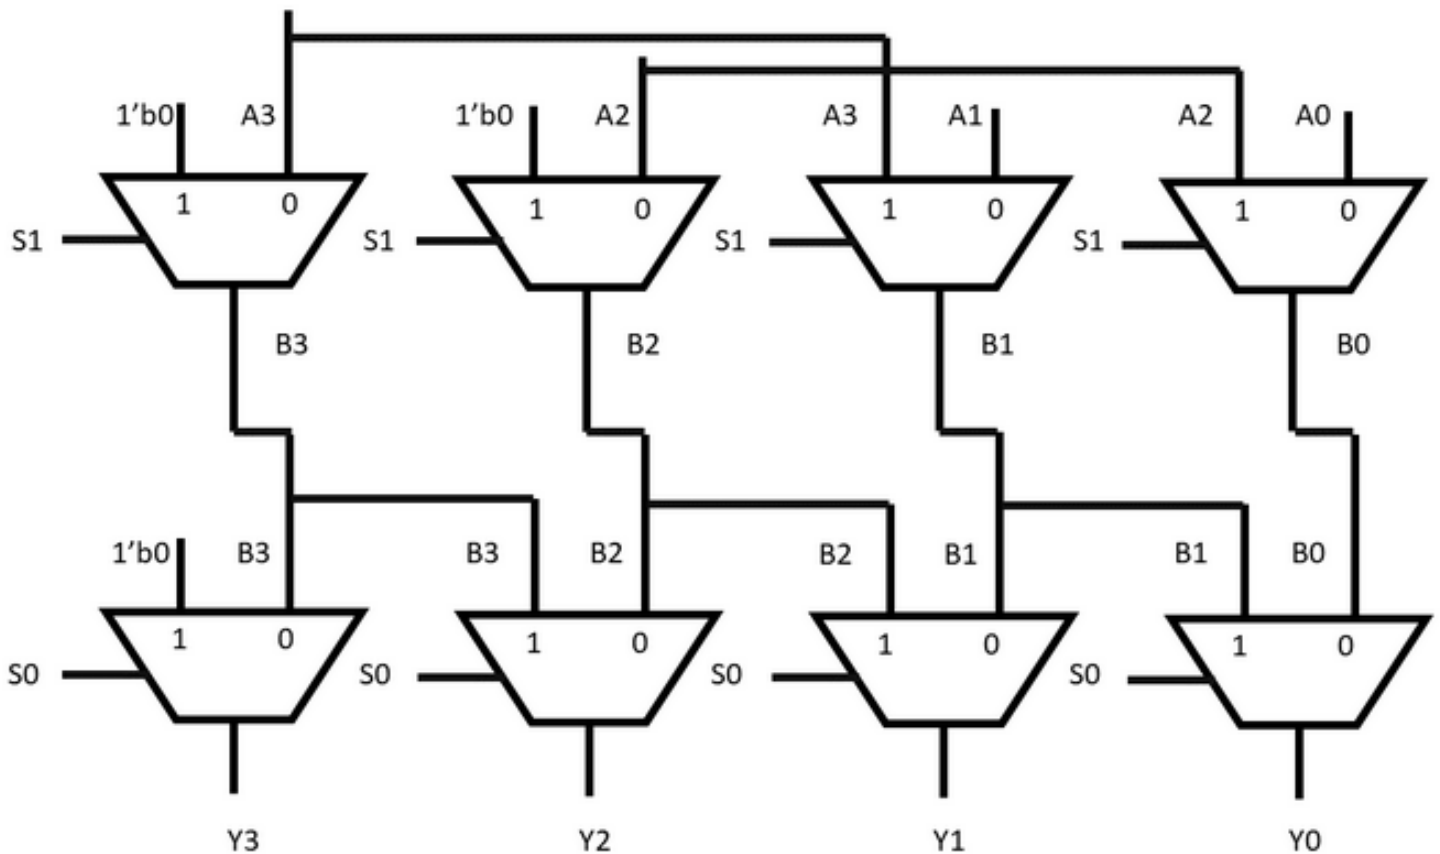 1’b0 A3 1’b0 A2 A3 A1 A2 A0
1 0 1 0 1 0 1 0
S1 S1 S1 S1
B3 B2 B1 B0
1’b0 B3 B3 B2 B2 B1 B1 B0
1 0 1 0 1 0 1 0
S0 S0 S0 S0
Y3 Y2 Y1 Y0